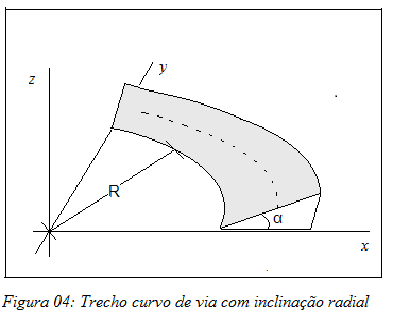 y
z
R
α
x
Figura 04: Trecho curvo de via com inclinação radial